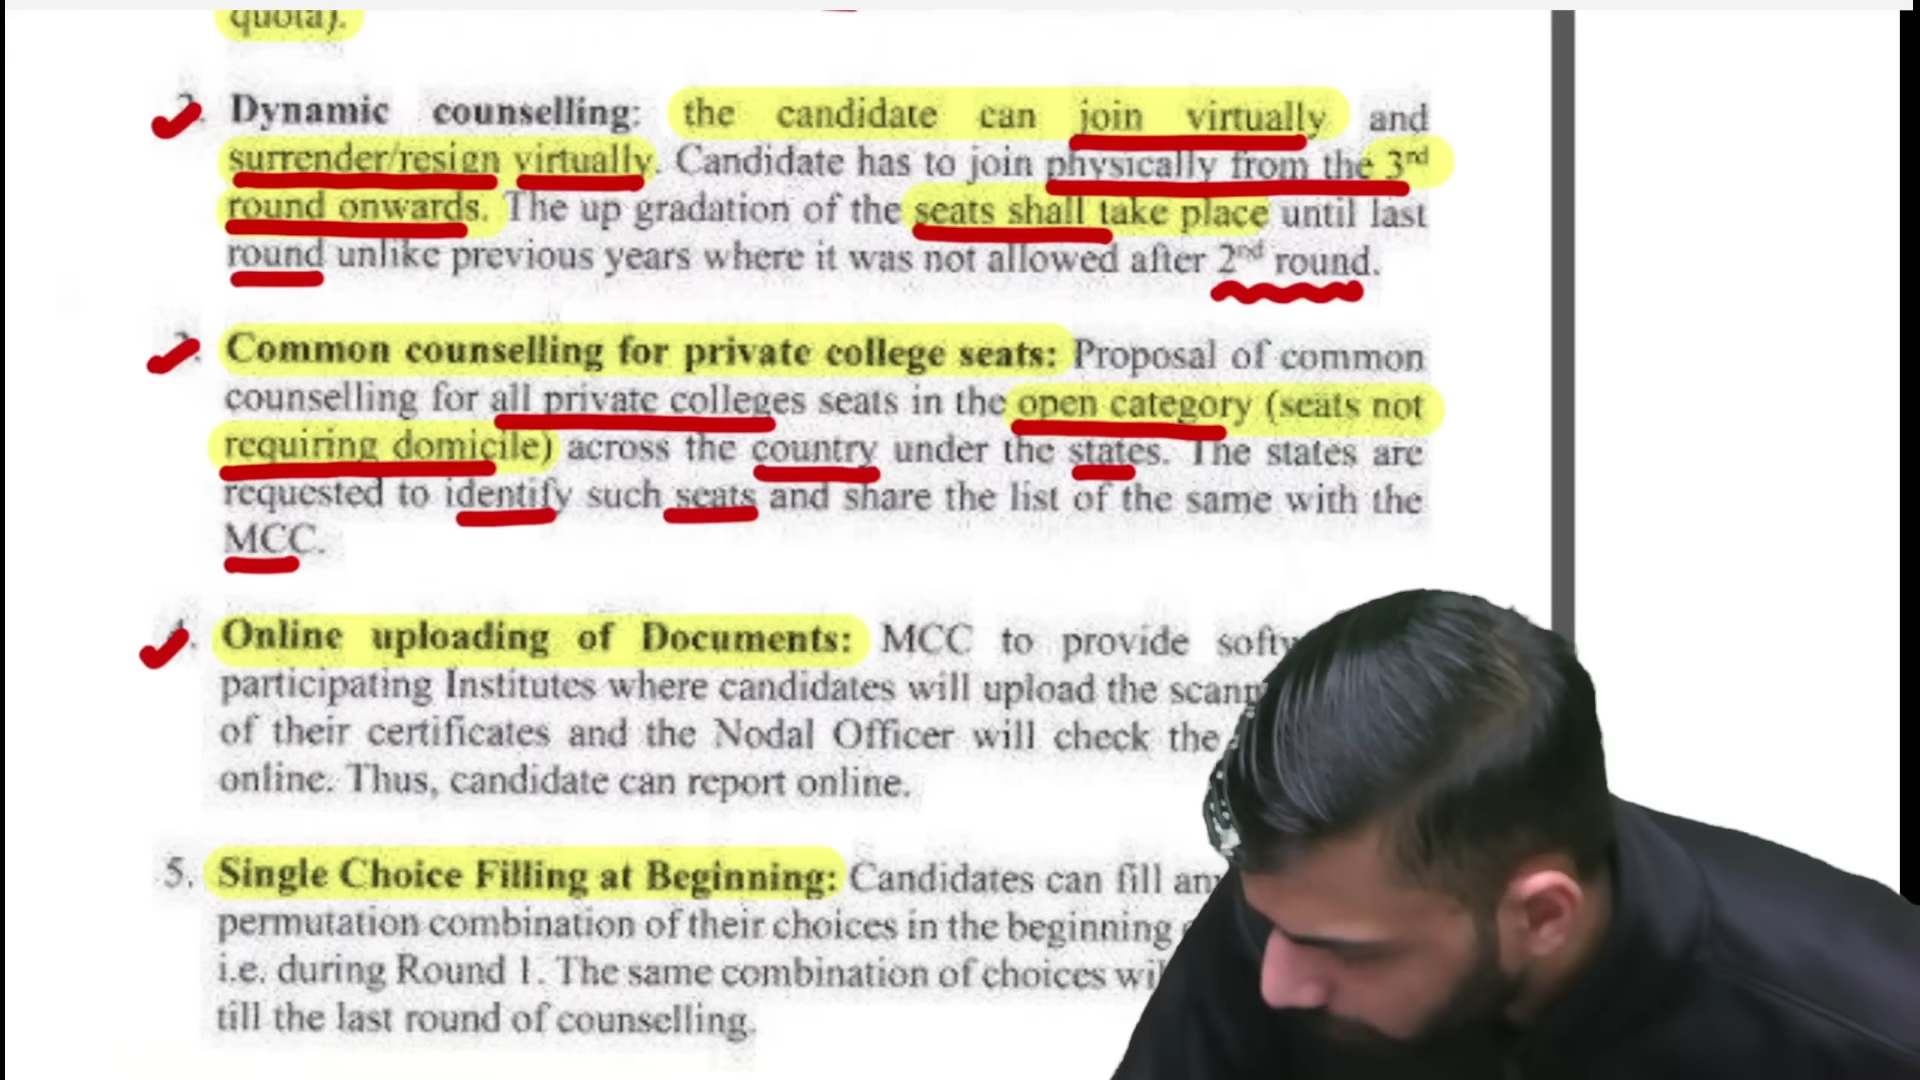 quota).
Dynamic counselling: the candidate can join virtually and
surrender/resign virtually. Candidate has to join physically from the 3rd
round onwards. The up gradation of the seats shall take place until last
round unlike previous years where it was not allowed after 2nd round.
Common counselling for private college seats: Proposal of common
counselling for all private colleges seats in the open category (seats not
requiring domicile) across the country under the states. The states are
requested to identify such seats and share the list of the same with the
MCC.
Online uploading of Documents: MCC to provide
participating Institutes where candidates will upload the
of their certificates and the Nodal Officer will check the
online. Thus, candidate can report online.
5. Single Choice Filling at Beginning: Candidates can fill
permutation combination of their choices in the beginning
i.e. during Round 1. The same combination of choices
till the last round of counselling.